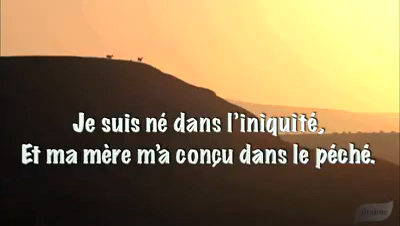 Je suis né dans l'iniquité,
Et ma mère m'a conçu dans le péché.